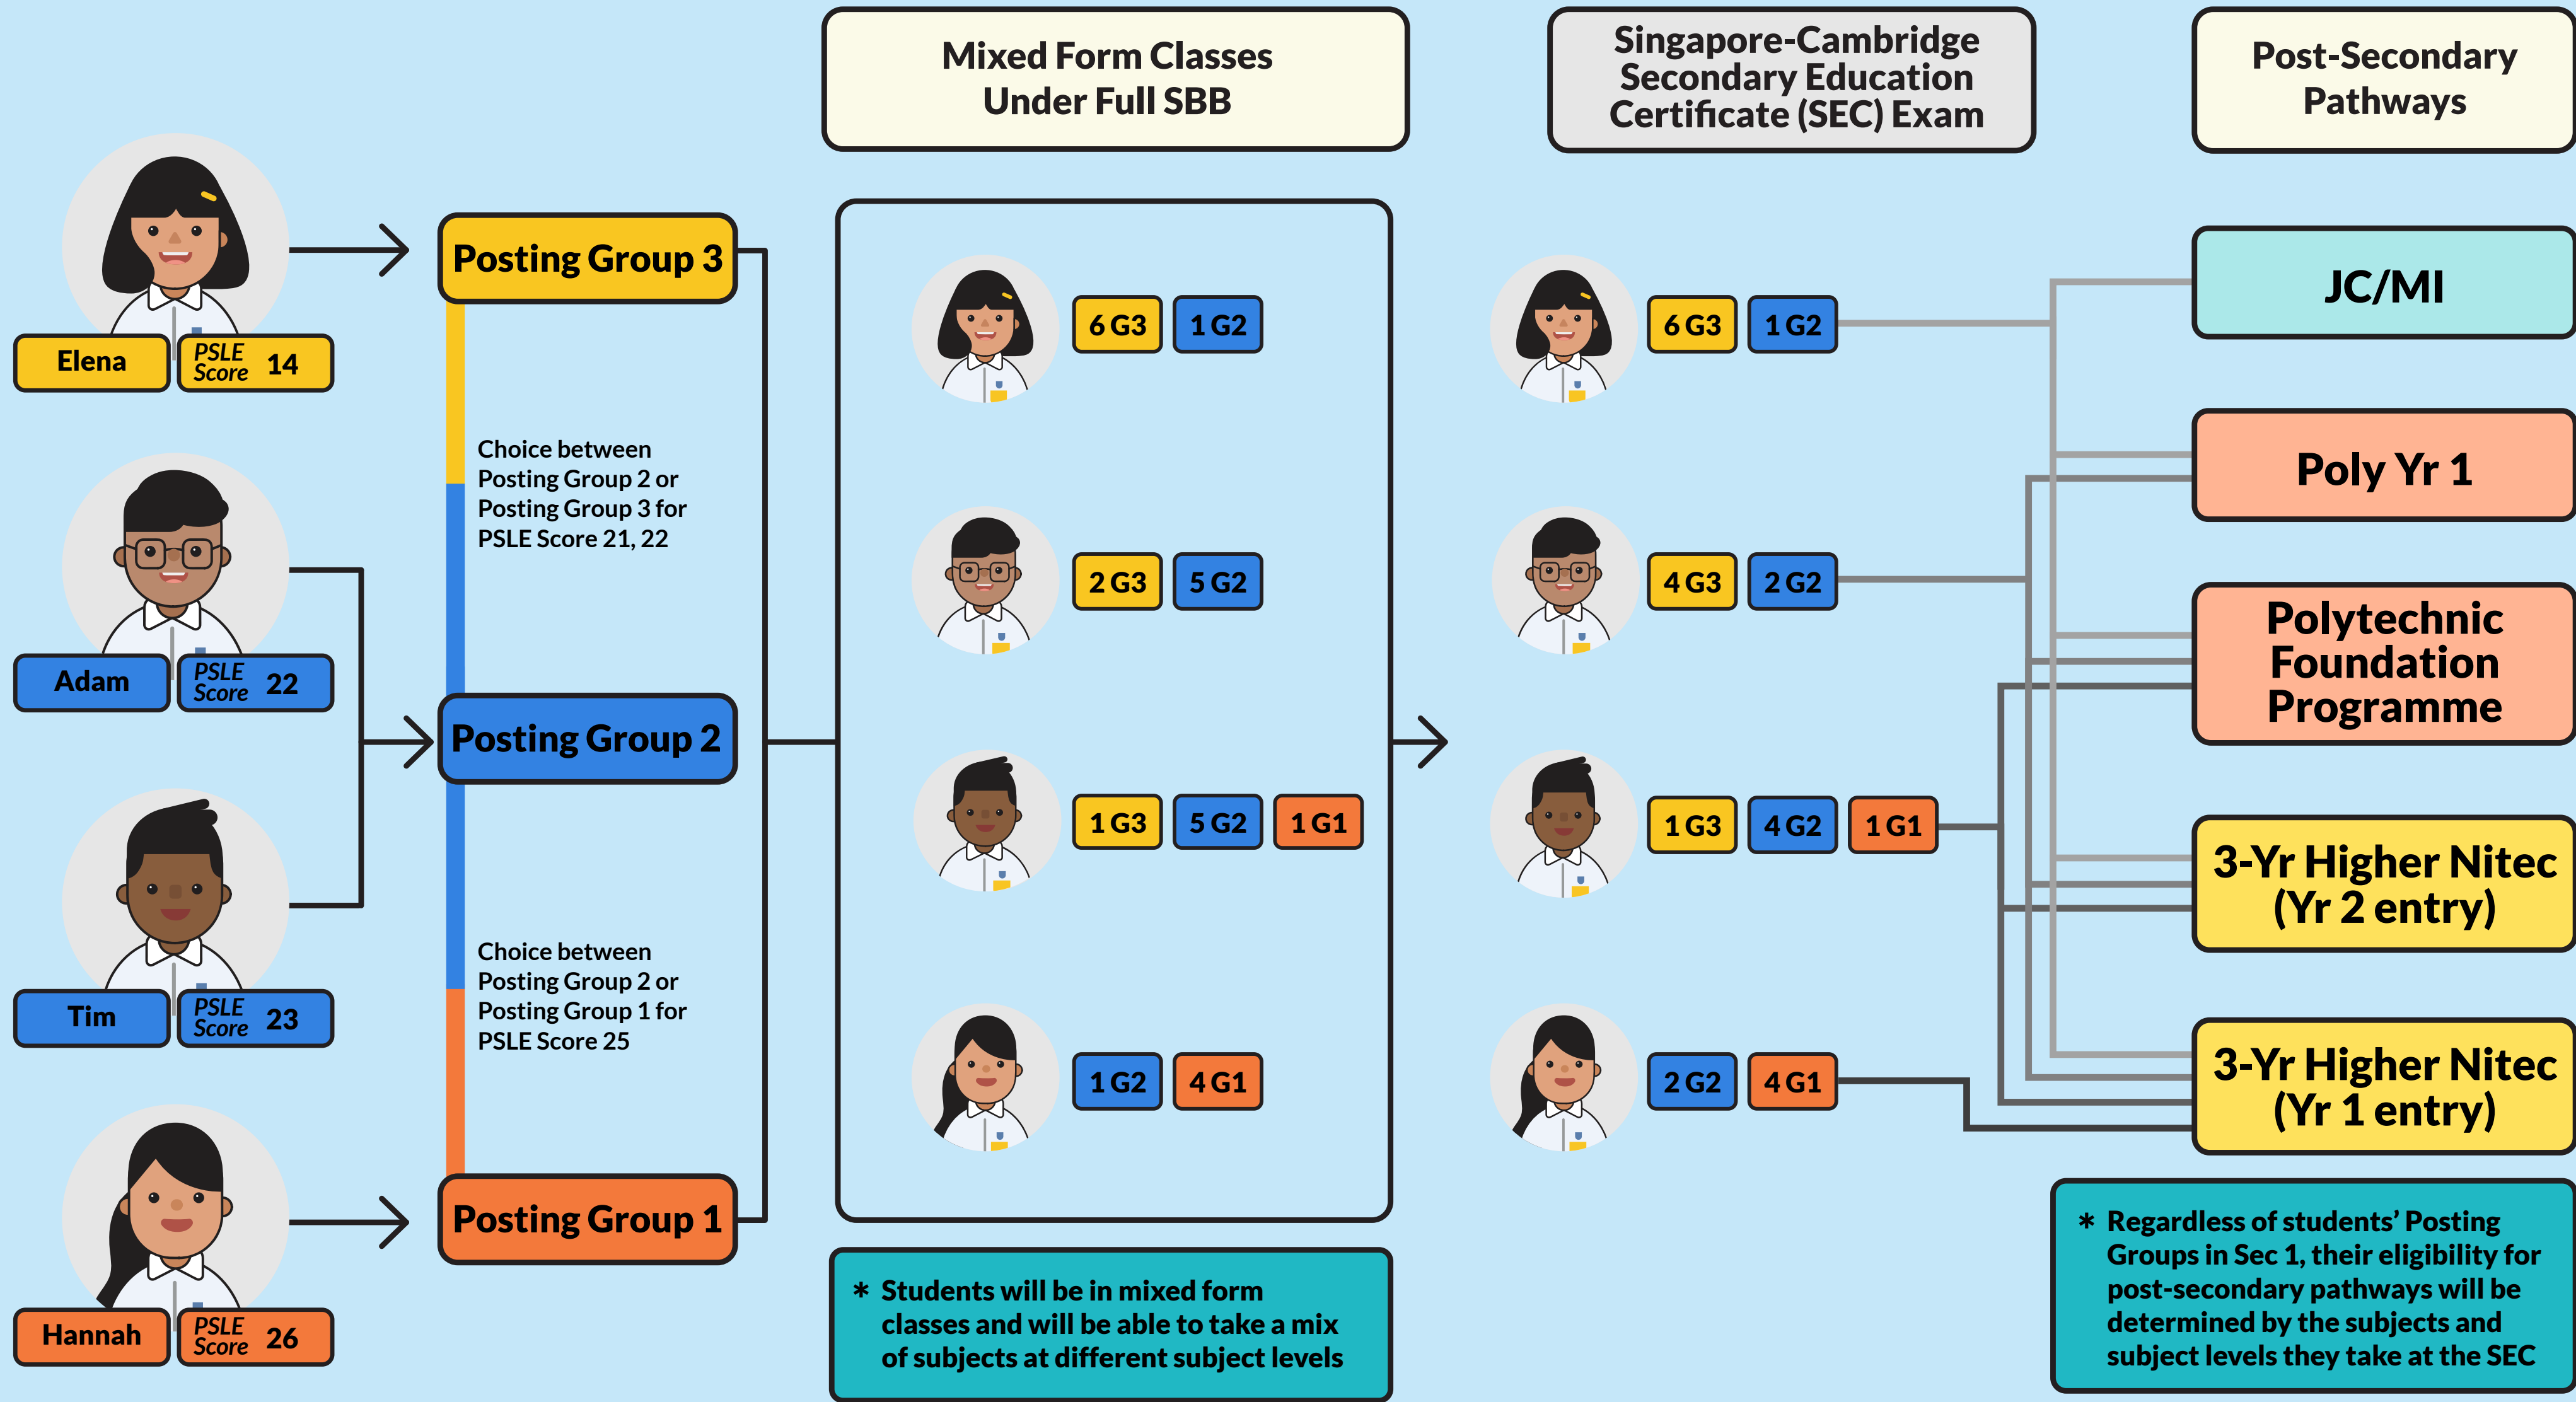 Mixed Form Classes
Under Full SBB
Singapore-Cambridge
Secondary Education
Certificate (SEC) Exam
Post-Secondary
Pathways
Elena
PSLE
Score
14
Adam
PSLE
Score
22
Tim
PSLE
Score
23
Hannah
PSLE
Score
26
Posting Group 3
Choice between
Posting Group 2 or
Posting Group 3 for
PSLE Score 21, 22
Posting Group 2
Choice between
Posting Group 2 or
Posting Group 1 for
PSLE Score 25
Posting Group 1
6 G3 1 G2
2 G3 5 G2
1 G3 5 G2 1 G1
1 G2 4 G1
* Students will be in mixed form
classes and will be able to take a mix
of subjects at different subject levels
6 G3 1 G2
4 G3 2 G2
1 G3 4 G2 1 G1
2 G2 4 G1
JC/MI
Poly Yr 1
Polytechnic
Foundation
Programme
3-Yr Higher Nitec
(Yr 2 entry)
3-Yr Higher Nitec
(Yr 1 entry)
* Regardless of students’ Posting
Groups in Sec 1, their eligibility for
post-secondary pathways will be
determined by the subjects and
subject levels they take at the SEC